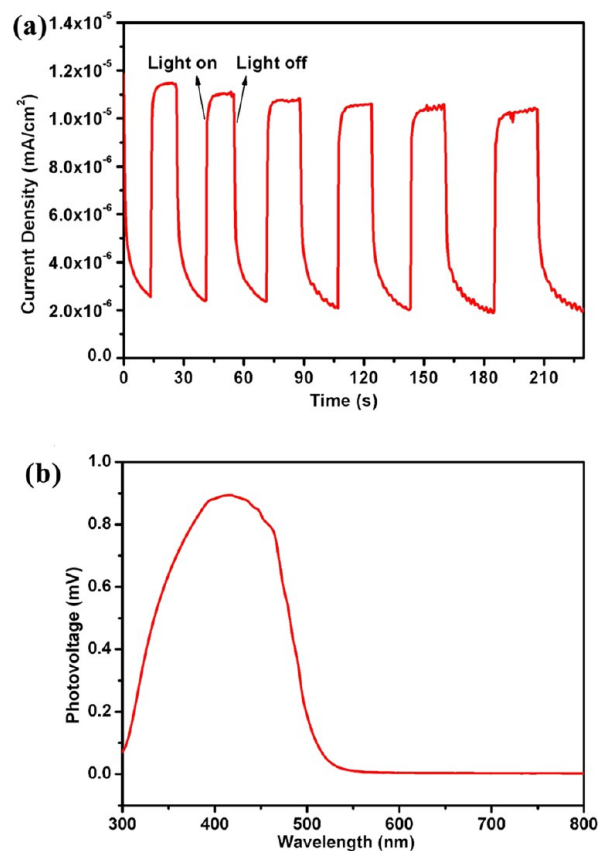 (a)
1.4x10⁻⁵
1.2x10⁻⁵
1.0x10⁻⁵
8.0x10⁻⁶
6.0x10⁻⁶
4.0x10⁻⁶
2.0x10⁻⁶
0.0
Current Density (mA/cm²)
Light on Light off
0 30 60 90 120 150 180 210
Time (s)
(b)
1.0
0.8
0.6
0.4
0.2
0.0
Photovoltage (mV)
300 400 500 600 700 800
Wavelength (nm)